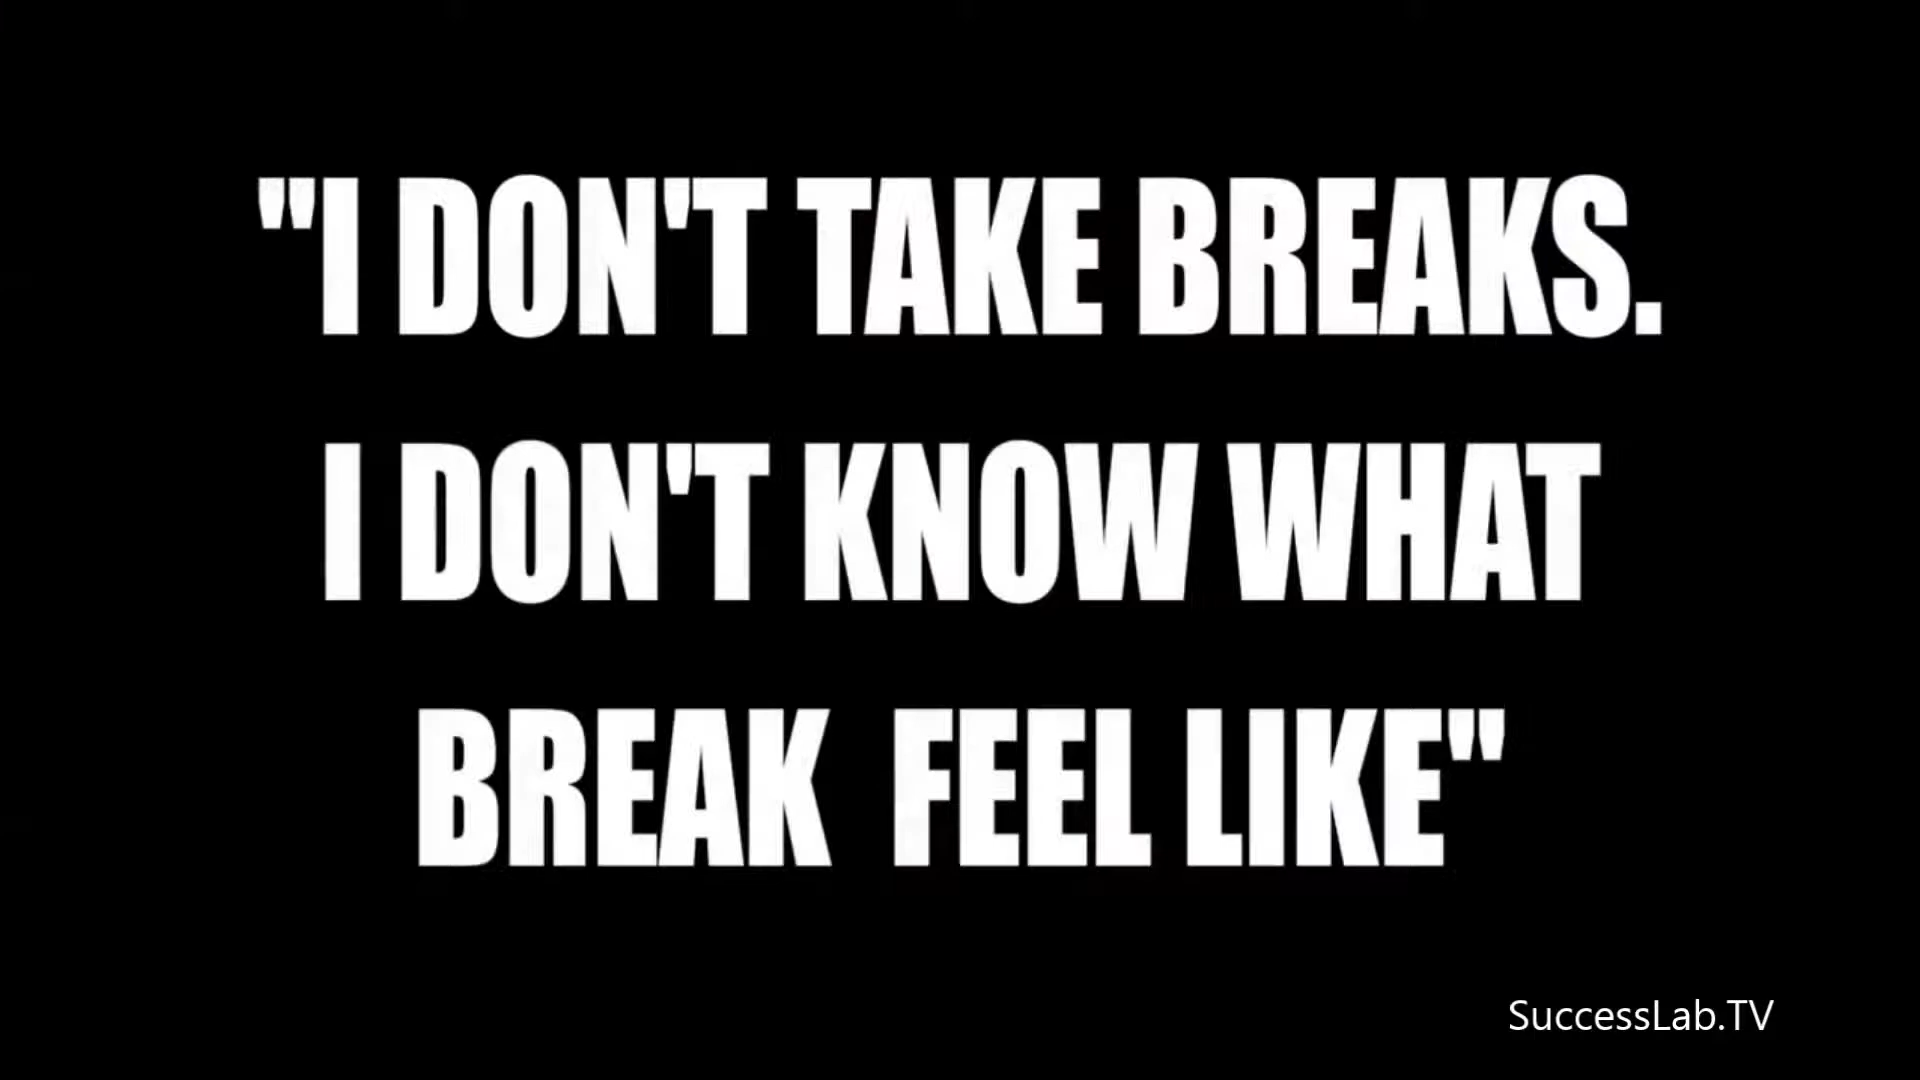 "I DON'T TAKE BREAKS.
I DON'T KNOW WHAT
BREAK  FEEL LIKE"
SuccessLab.TV